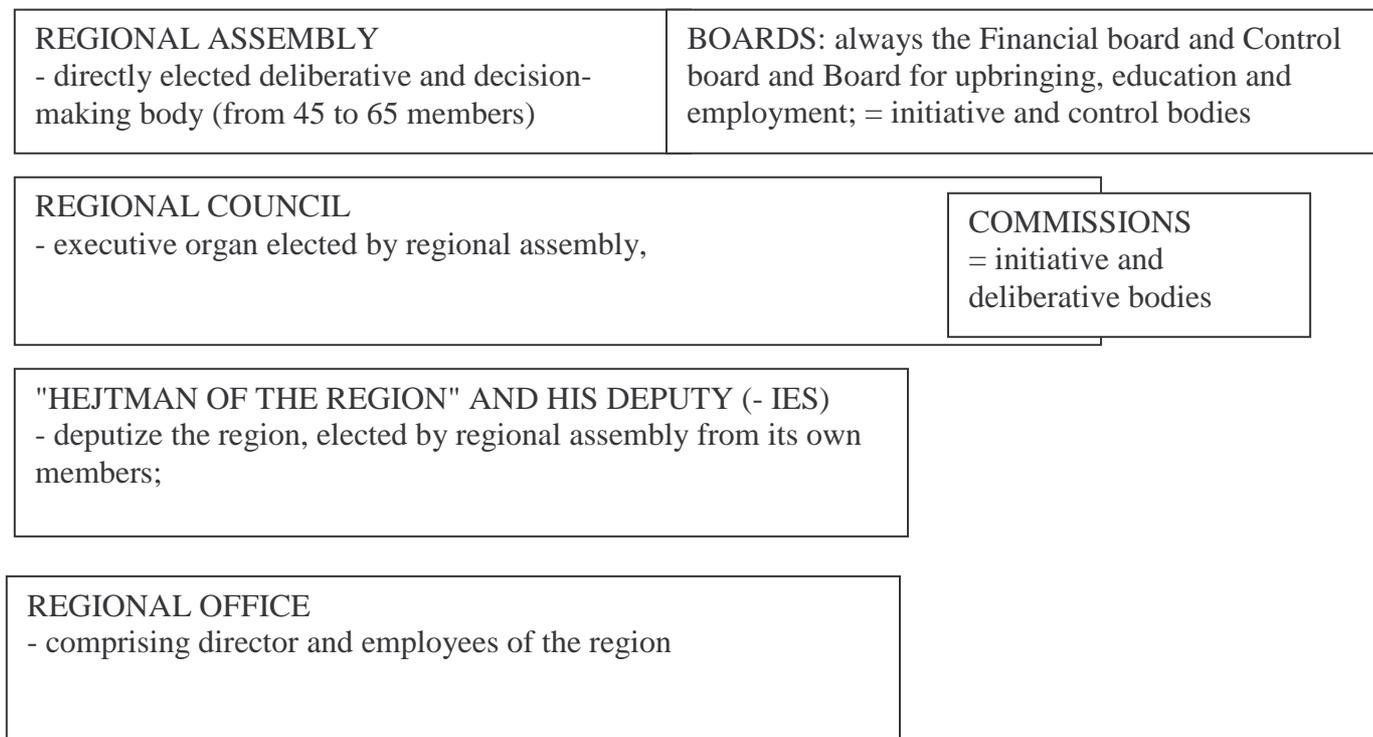 REGIONAL ASSEMBLY
- directly elected deliberative and decision-
making body (from 45 to 65 members)
BOARDS: always the Financial board and Control
board and Board for upbringing, education and
employment; = initiative and control bodies
REGIONAL COUNCIL
- executive organ elected by regional assembly,
COMMISSIONS
= initiative and
deliberative bodies
"HEJTMAN OF THE REGION" AND HIS DEPUTY (- IES)
- deputize the region, elected by regional assembly from its own
members;
REGIONAL OFFICE
- comprising director and employees of the region